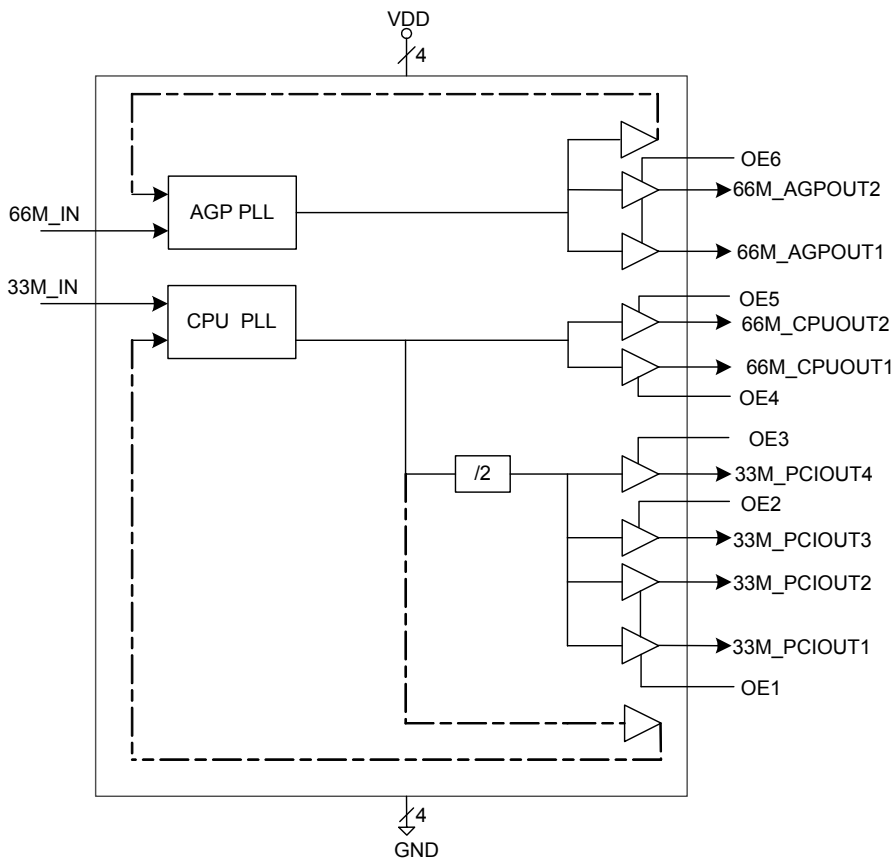 VDD
4
OE6
66M_AGPOUT2
66M_IN
AGP PLL
66M_AGPOUT1
33M_IN
OE5
CPU PLL
66M_CPUOUT2
66M_CPUOUT1
OE4
OE3
/2
33M_PCIOUT4
OE2
33M_PCIOUT3
33M_PCIOUT2
33M_PCIOUT1
OE1
4
GND